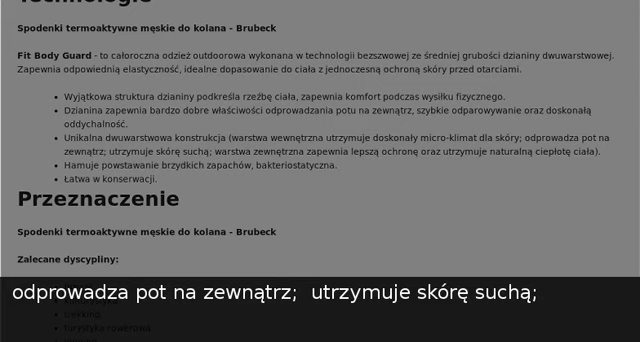 Technologie
Spodenki termoaktywne męskie do kolana - Brubeck
Fit Body Guard - to całoroczna odzież outdoorowa wykonana w technologii bezszwowej ze średniej grubości dzianiny dwuwarstwowej.
Zapewnia odpowiednią elastyczność, idealne dopasowanie do ciała z jednoczesną ochroną skóry przed otarciami.
Wyjątkowa struktura dzianiny podkreśla rzeźbę ciała, zapewnia komfort podczas wysiłku fizycznego.
Dzianina zapewnia bardzo dobre właściwości odprowadzania potu na zewnątrz, szybkie odparowywanie oraz doskonałą
oddychalność.
Unikalna dwuwarstwowa konstrukcja (warstwa wewnętrzna utrzymuje doskonały micro-klimat dla skóry; odprowadza pot na
zewnątrz; utrzymuje skórę suchą; warstwa zewnętrzna zapewnia lepszą ochronę oraz utrzymuje naturalną ciepłotę ciała).
Hamuje powstawanie brzydkich zapachów, bakteriostatyczna.
Łatwa w konserwacji.
Przeznaczenie
Spodenki termoaktywne męskie do kolana - Brubeck
Zalecane dyscypliny:
odprowadza pot na zewnątrz;  utrzymuje skórę suchą;
trekking
turystyka rowerowa